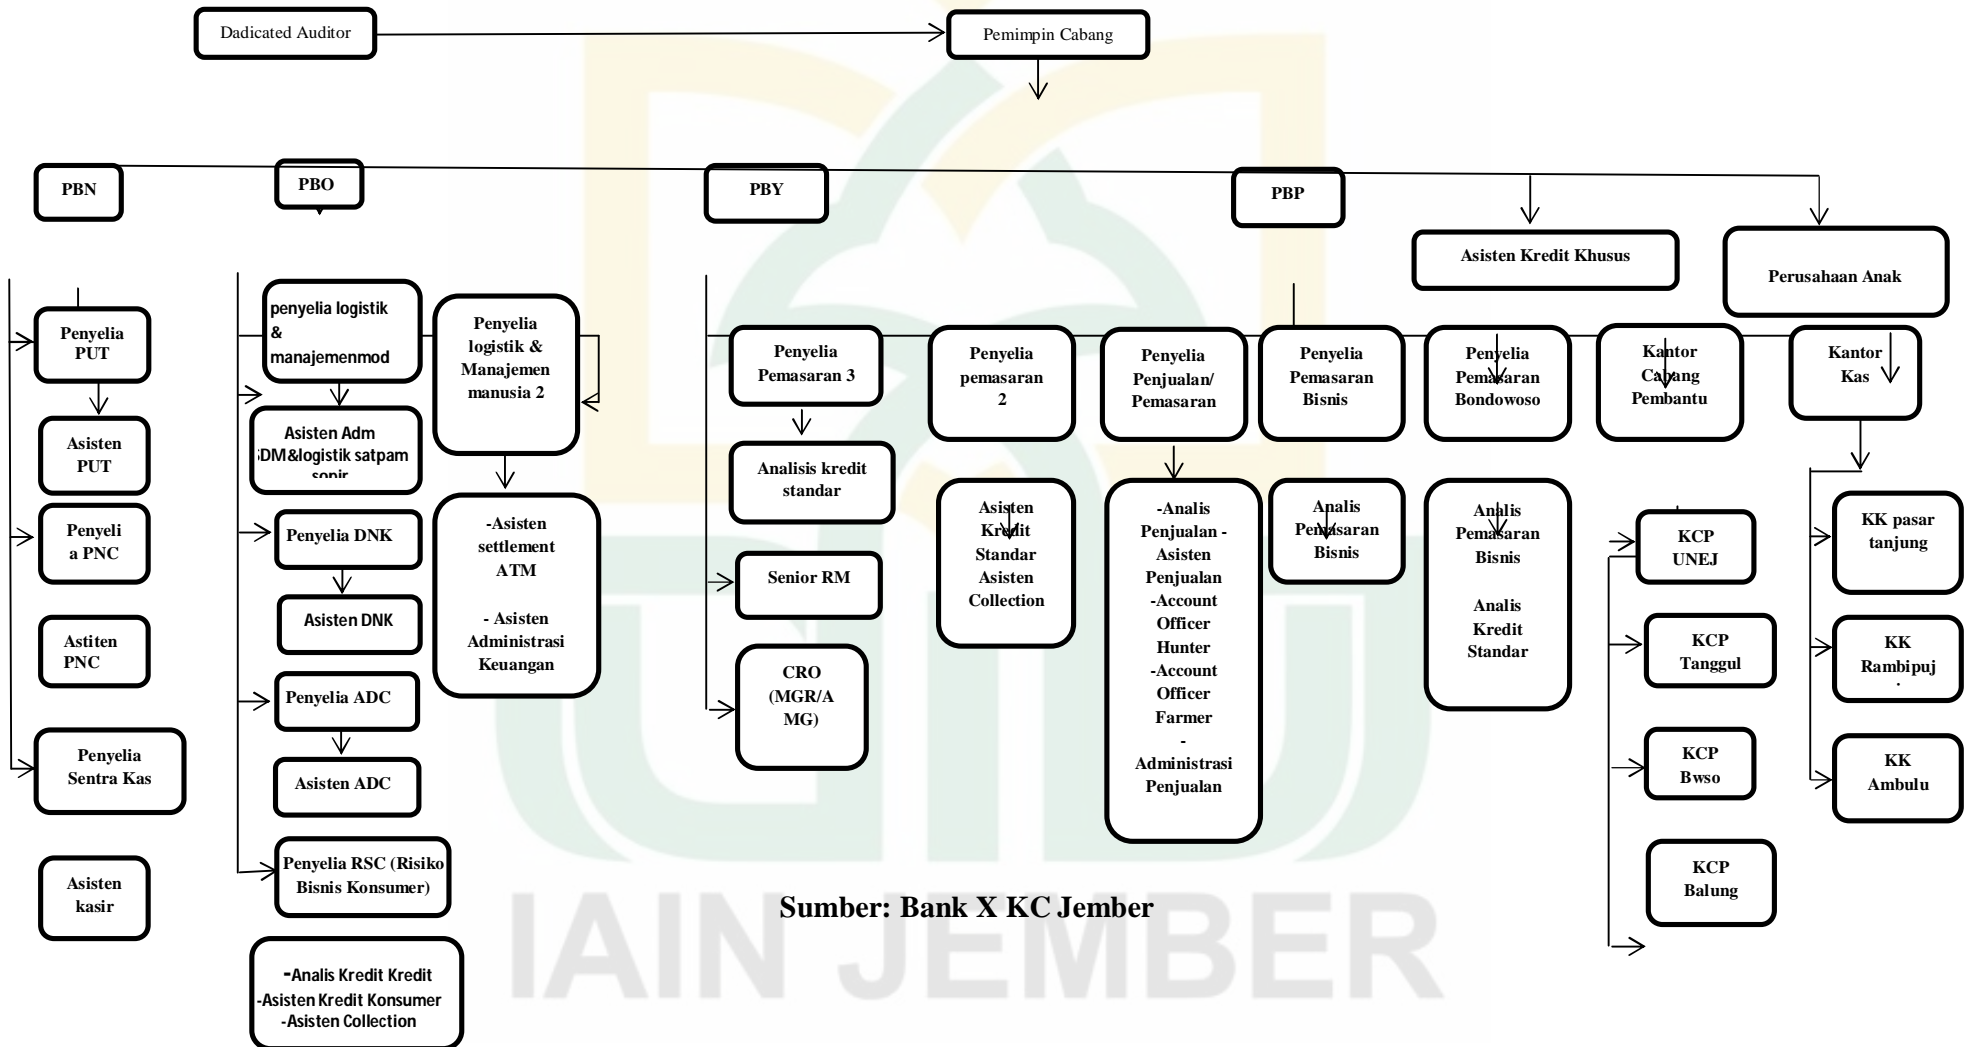 Dadicated Auditor
Pemimpin Cabang
PBN
PBO
PBY
PBP
Asisten Kredit Khusus
Perusahaan Anak
Penyelia
PUT
Asisten
PUT
Penyeli
a PNC
Astiten
PNC
Penyelia
Sentra Kas
Asisten
kasir
penyelia logistik
&
manajemenmod
Asisten Adm
SDM&logistik satpam
sopir
Penyelia DNK
Asisten DNK
Penyelia ADC
Asisten ADC
Penyelia RSC (Risiko
Bisnis Konsumer)
-Analis Kredit Kredit
-Asisten Kredit Konsumer
-Asisten Collection
Penyelia
logistik &
Manajemen
manusia 2
-Asisten
settlement
ATM
- Asisten
Administrasi
Keuangan
Penyelia
Pemasaran 3
Analisis kredit
standar
Senior RM
CRO
(MGR/A
MG)
Penyelia
pemasaran
2
Asisten
Kredit
Standar
Asisten
Collection
Penyelia
Penjualan/
Pemasaran
-Analis
Penjualan -
Asisten
Penjualan
-Account
Officer
Hunter
-Account
Officer
Farmer
-
Administrasi
Penjualan
Penyelia
Pemasaran
Bisnis
Analis
Pemasaran
Bisnis
Penyelia
Pemasaran
Bondowoso
Analis
Pemasaran
Bisnis
Analis
Kredit
Standar
Kantor
Cabang
Pembantu
KCP
UNEJ
KCP
Tanggul
KCP
Bwso
KCP
Balung
Kantor
Kas
KK pasar
tanjung
KK
Rambipuj
KK
Ambulu
Sumber: Bank X KC Jember
IAIN JEMBER